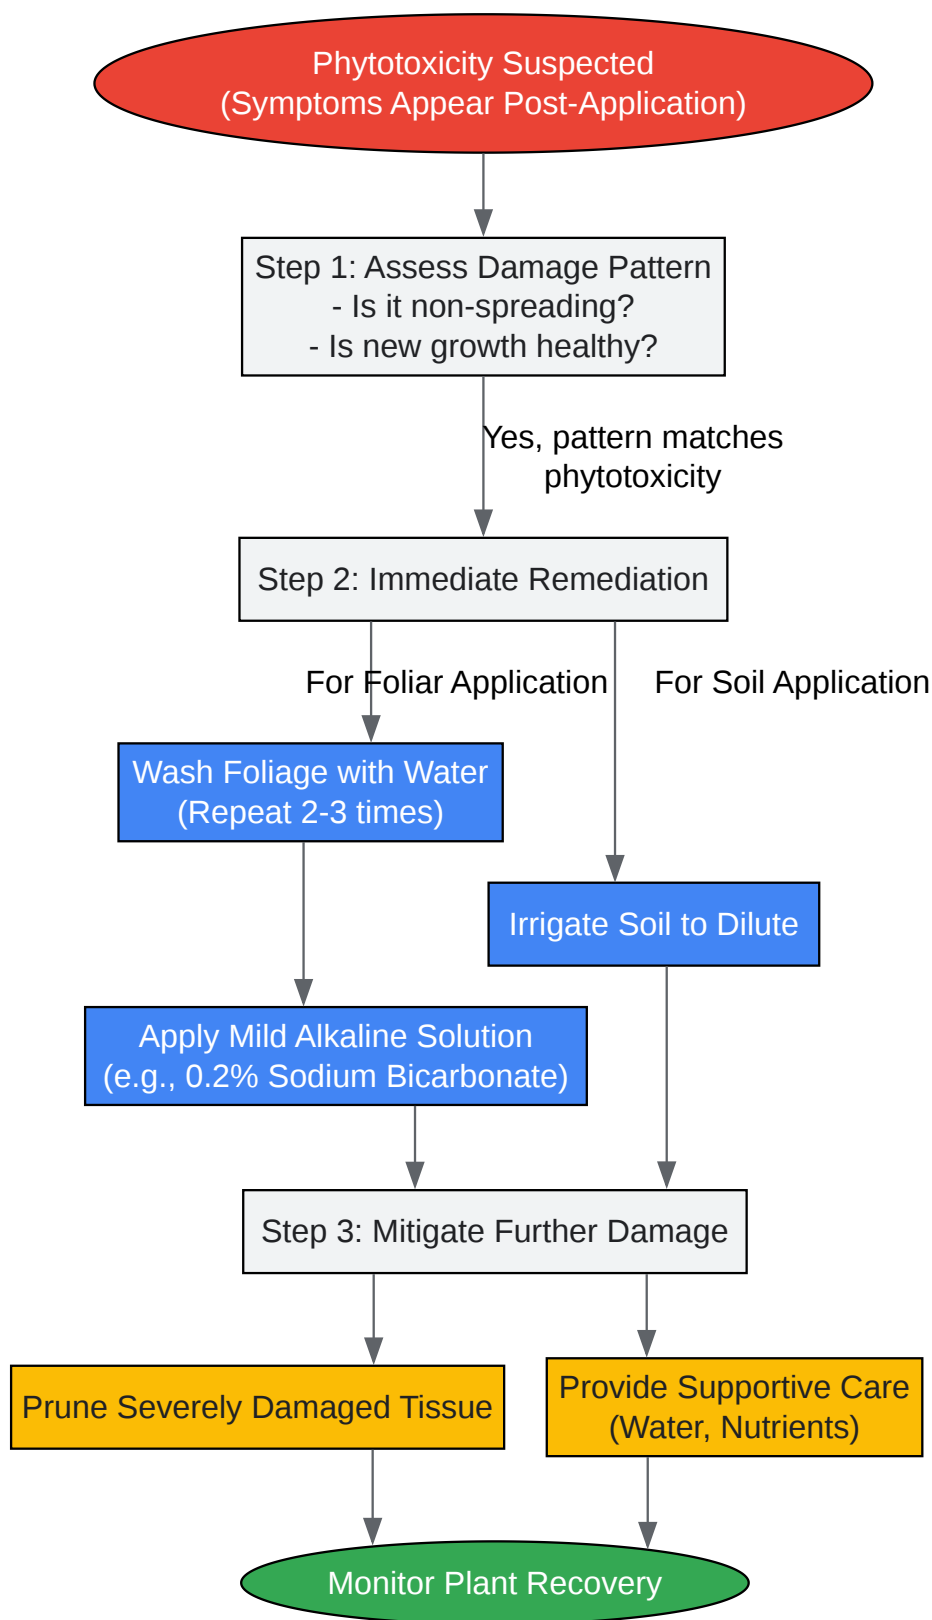 Phytotoxicity Suspected
(Symptoms Appear Post-Application)
Step 1: Assess Damage Pattern
- Is it non-spreading?
- Is new growth healthy?
Yes, pattern matches
phytotoxicity
Step 2: Immediate Remediation
For Foliar Application
For Soil Application
Wash Foliage with Water
(Repeat 2-3 times)
Irrigate Soil to Dilute
Apply Mild Alkaline Solution
(e.g., 0.2% Sodium Bicarbonate)
Step 3: Mitigate Further Damage
Prune Severely Damaged Tissue
Provide Supportive Care
(Water, Nutrients)
Monitor Plant Recovery